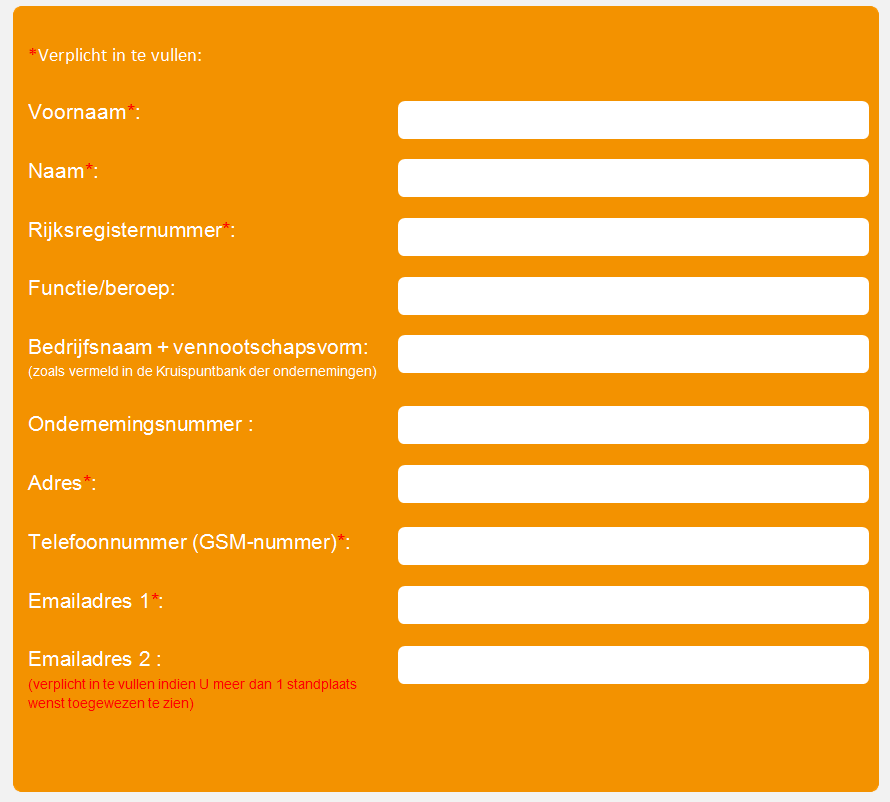 *Verplicht in te vullen:
Voornaam*:
Naam*:
Rijksregisternummer*:
Functie/beroep:
Bedrijfsnaam + vennootschapsvorm:
(zoals vermeld in de Kruispuntbank der ondernemingen)
Ondernemingsnummer :
Adres*:
Telefoonnummer (GSM-nummer)*:
Emailadres 1*:
Emailadres 2 :
(verplicht in te vullen indien U meer dan 1 standplaats
wenst toegewezen te zien)